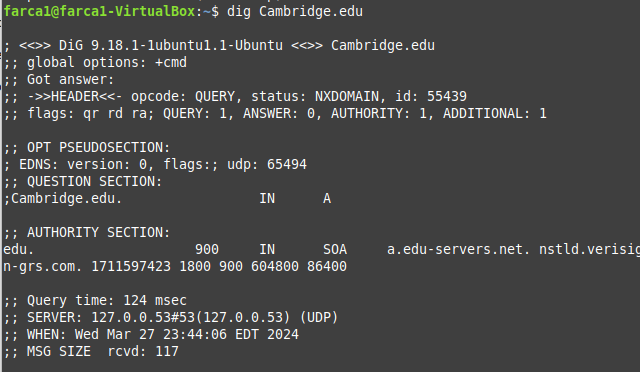 farca1@farca1-VirtualBox:~$ dig Cambridge.edu

; <<>> DiG 9.18.1-1ubuntu1.1-Ubuntu <<>> Cambridge.edu
;; global options: +cmd
;; Got answer:
;; ->>HEADER<<- opcode: QUERY, status: NXDOMAIN, id: 55439
;; flags: qr rd ra; QUERY: 1, ANSWER: 0, AUTHORITY: 1, ADDITIONAL: 1

;; OPT PSEUDOSECTION:
; EDNS: version: 0, flags:; udp: 65494
;; QUESTION SECTION:
;Cambridge.edu. IN A

;; AUTHORITY SECTION:
edu. 900 IN SOA a.edu-servers.net. nstld.verisig
n-grs.com. 1711597423 1800 900 604800 86400

;; Query time: 124 msec
;; SERVER: 127.0.0.53#53(127.0.0.53) (UDP)
;; WHEN: Wed Mar 27 23:44:06 EDT 2024
;; MSG SIZE rcvd: 117